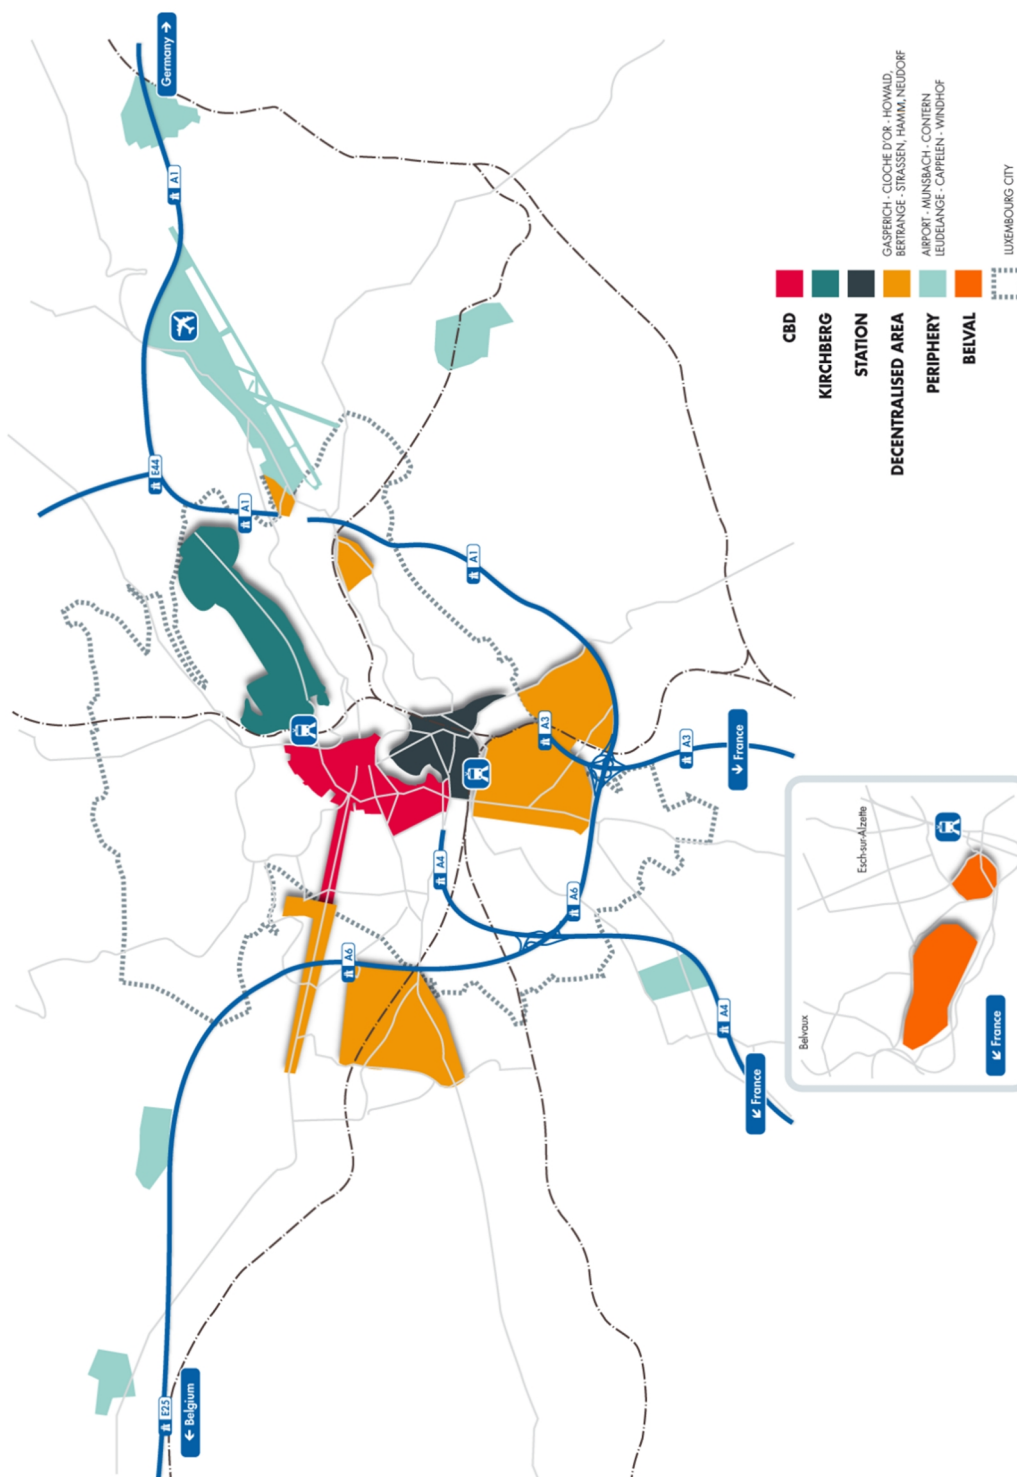 Germany →
A1
E44
A1
A1
A3
A3
↓ France
A4
A6
A6
A4
↙ France
E25
← Belgium
CBD
KIRCHBERG
STATION
DECENTRALISED AREA
GASPERICH - CLOCHE D'OR - HOWALD,
BERTRANGE - STRASSEN, HAMM, NEUDORF
PERIPHERY
AIRPORT - MUNSBACH - CONTERN
LEUDELANGE - CAPPELEN - WINDHOF
BELVAL
LUXEMBOURG CITY
Esch-sur-Alzette
Belvaux
↙ France